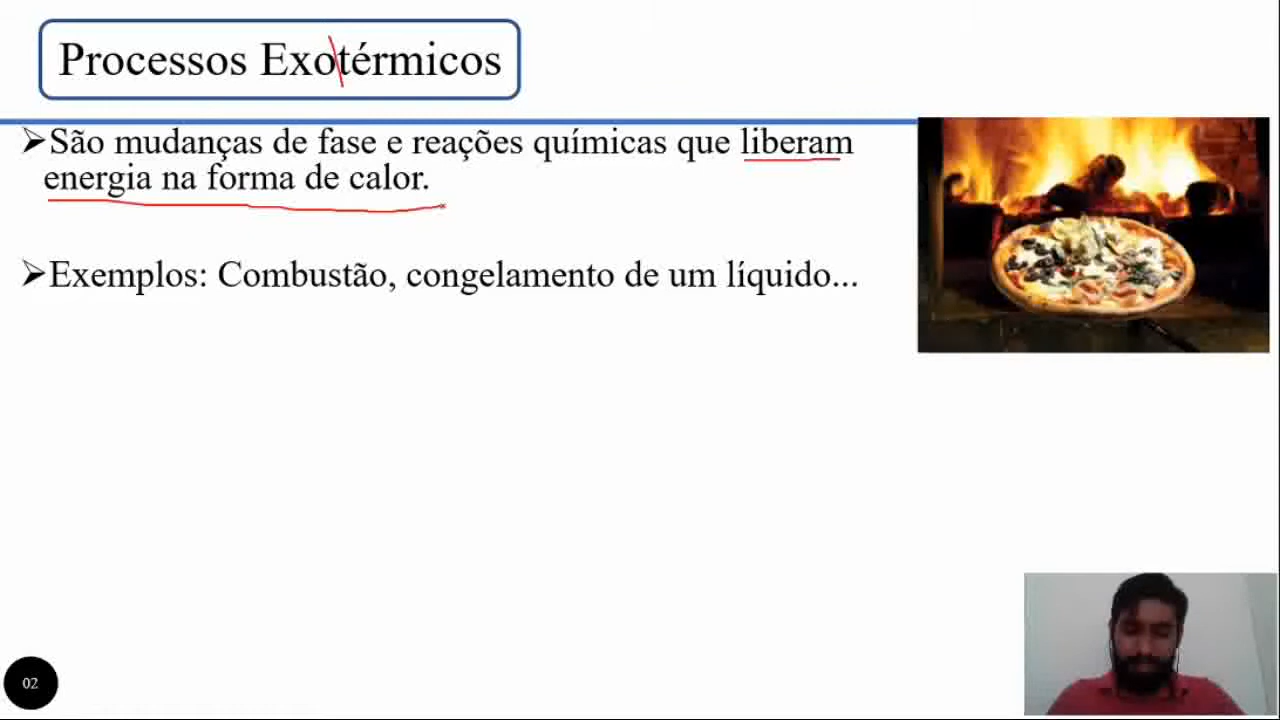 Processos Exotérmicos
➢São mudanças de fase e reações químicas que liberam
energia na forma de calor.
➢Exemplos: Combustão, congelamento de um líquido...
02